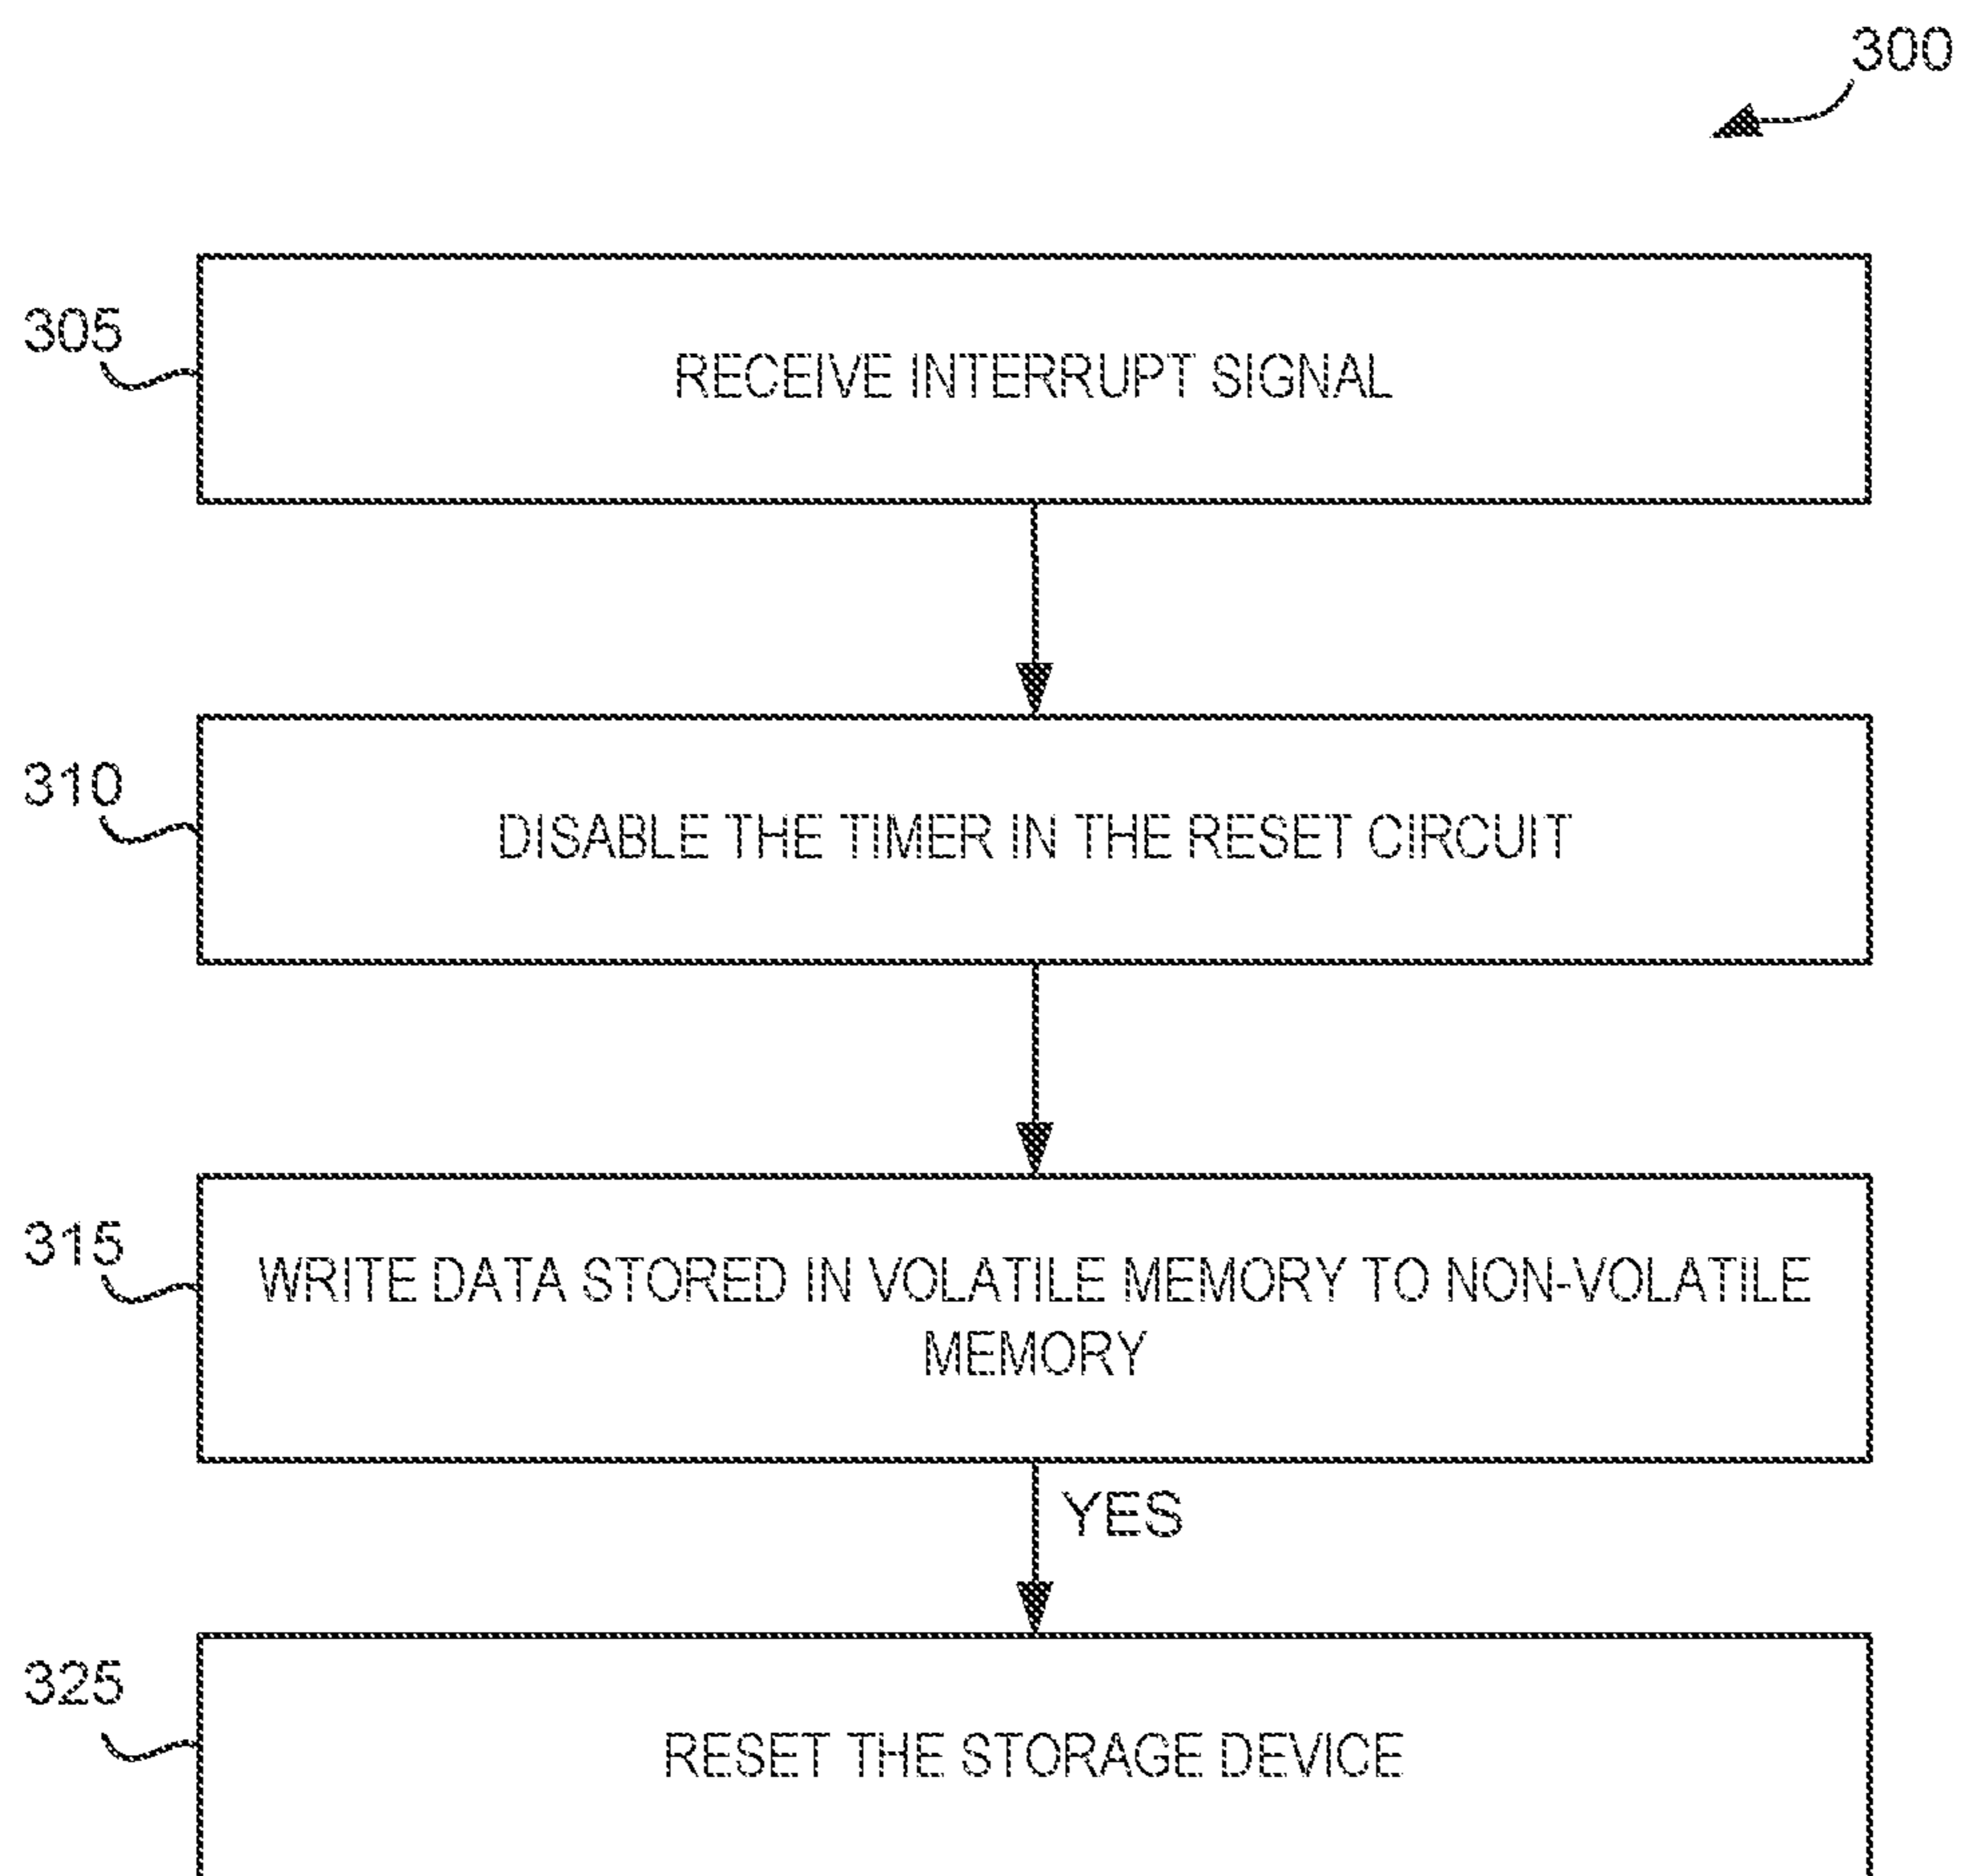 300
305
RECEIVE INTERRUPT SIGNAL
310
DISABLE THE TIMER IN THE RESET CIRCUIT
315
WRITE DATA STORED IN VOLATILE MEMORY TO NON-VOLATILE
MEMORY
YES
325
RESET THE STORAGE DEVICE